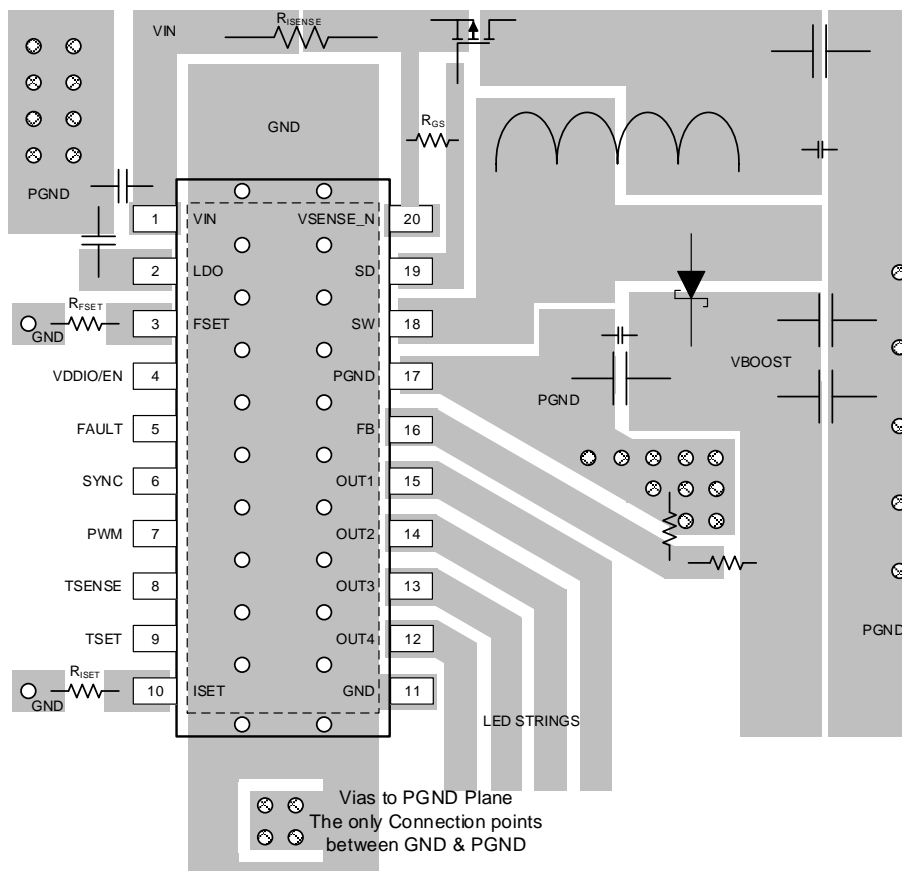 VIN
RISENSE
GND
RGS
PGND
1
VIN
VSENSE_N
20
2
LDO
SD
19
RFSET
GND
3
FSET
SW
18
VDDIO/EN
4
PGND
17
PGND
VBOOST
FAULT
5
FB
16
SYNC
6
OUT1
15
PWM
7
OUT2
14
TSENSE
8
OUT3
13
TSET
9
OUT4
12
PGND
RISET
GND
10
ISET
GND
11
LED STRINGS
Vias to PGND Plane
The only Connection points
between GND & PGND